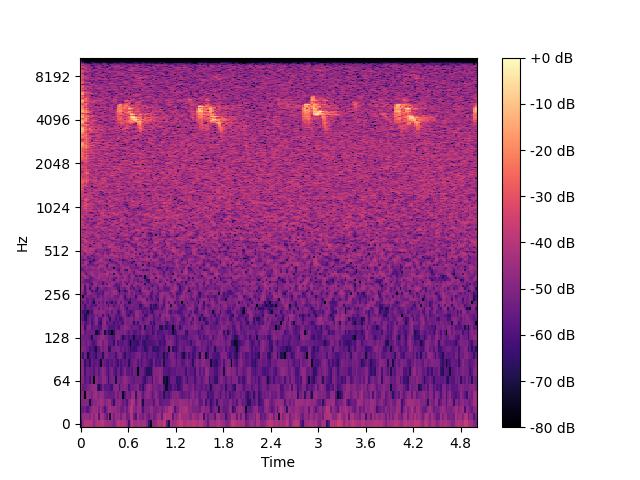 8192
4096
2048
1024
512
256
128
64
0
Hz
0 0.6 1.2 1.8 2.4 3 3.6 4.2 4.8
Time
+0 dB
-10 dB
-20 dB
-30 dB
-40 dB
-50 dB
-60 dB
-70 dB
-80 dB